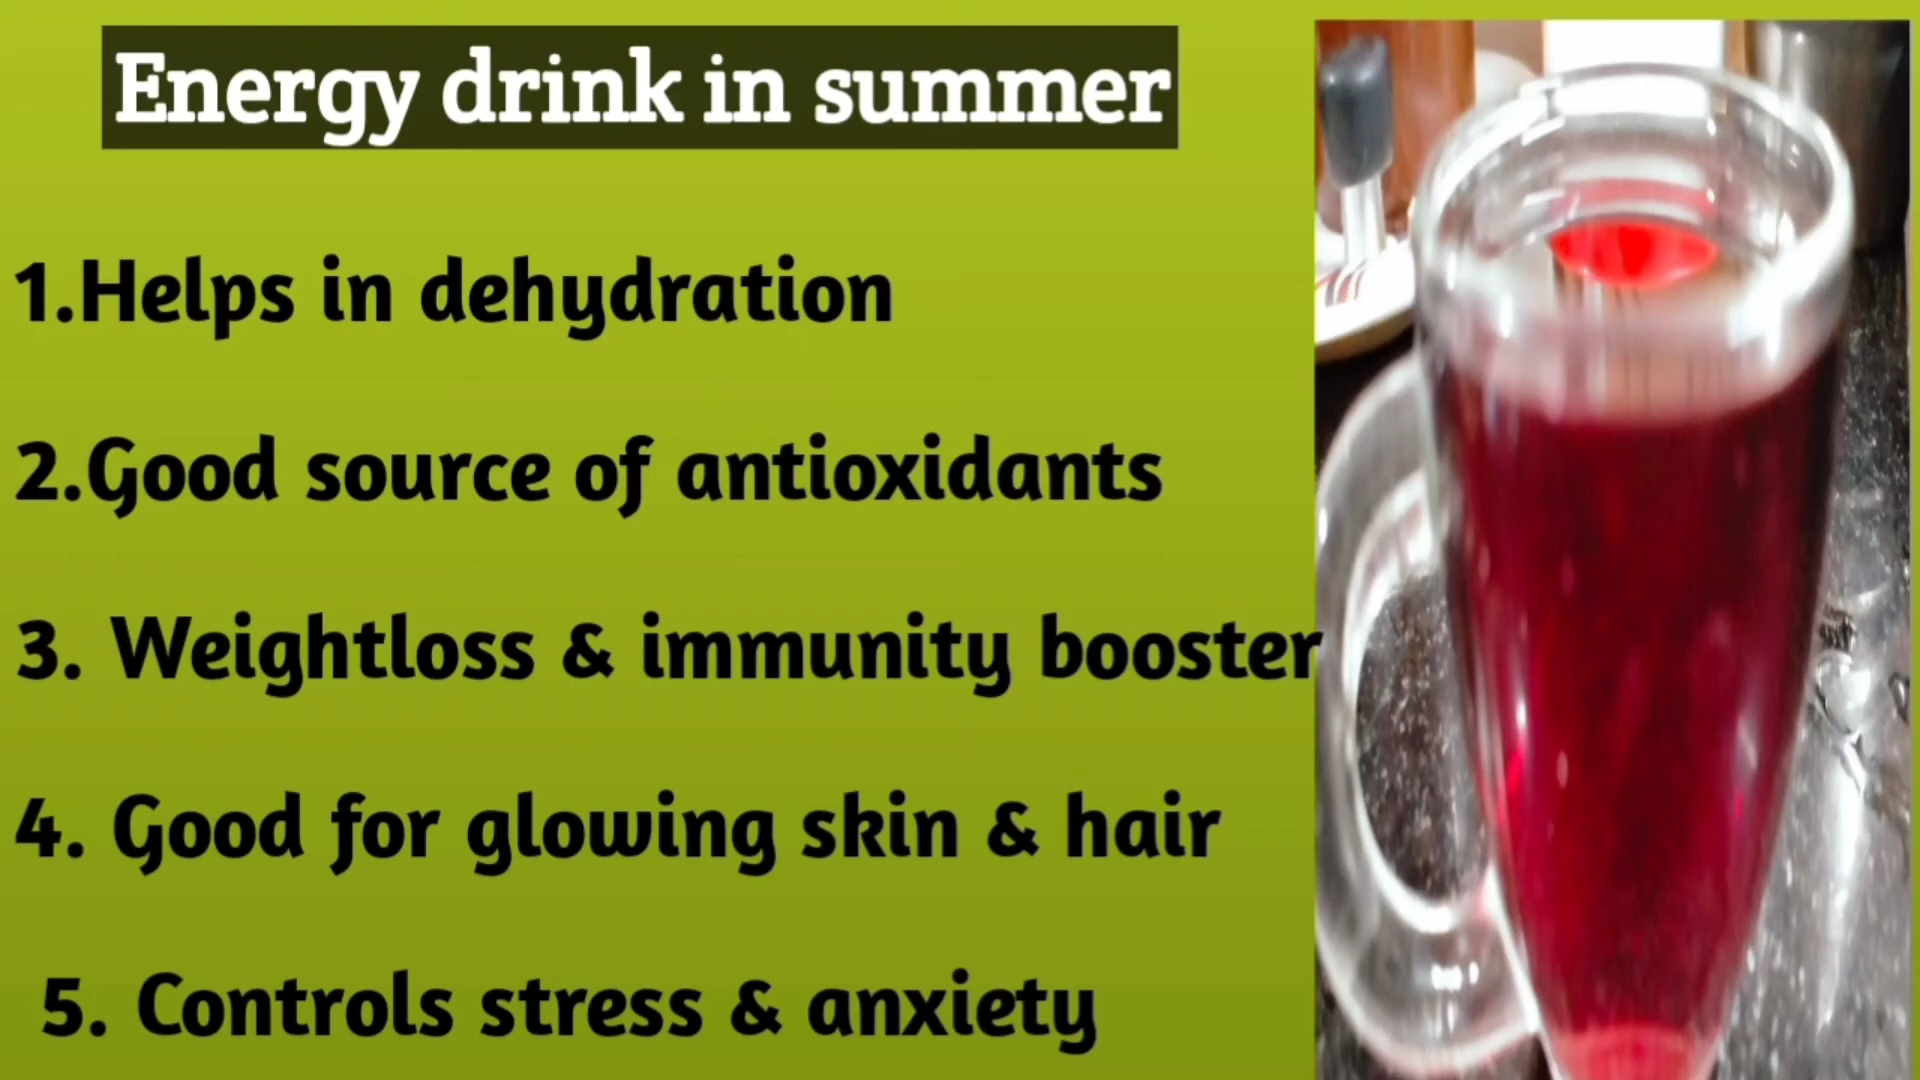 Energy drink in summer
1.Helps in dehydration
2.Good source of antioxidants
3. Weightloss & immunity booster
4. Good for glowing skin & hair
5. Controls stress & anxiety